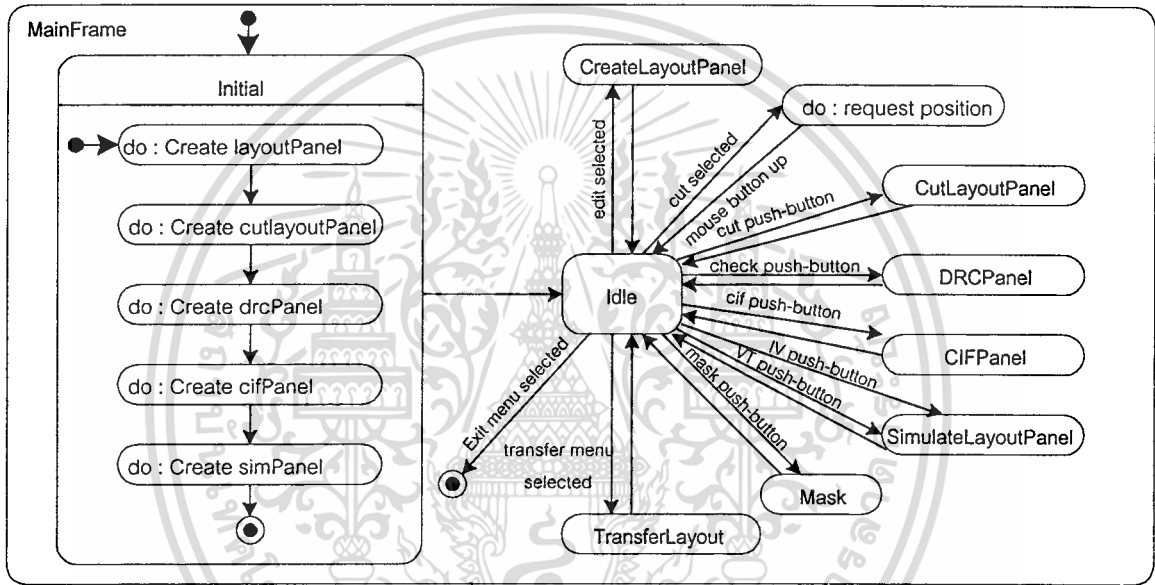 MainFrame
Initial
do : Create layoutPanel
do : Create cutlayoutPanel
do : Create drcPanel
do : Create cifPanel
do : Create simPanel
CreateLayoutPanel
do : request position
CutLayoutPanel
DRCPanel
CIFPanel
SimulateLayoutPanel
Mask
TransferLayout
Idle
edit selected
cut selected
mouse button up
cut push-button
check push-button
cif push-button
IV push-button
VT push-button
mask push-button
Exit menu selected
transfer menu
selected